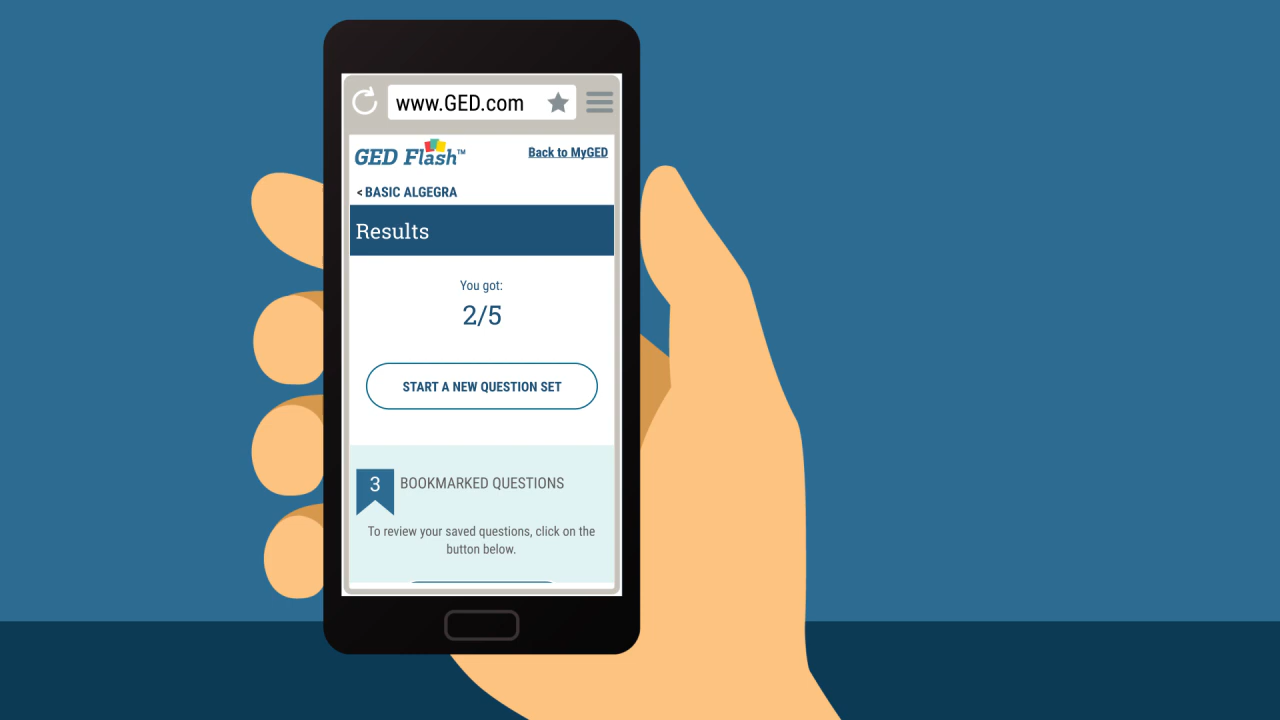 www.GED.com
GED Flash™
Back to MyGED
< BASIC ALGEGRA
Results
You got:
2/5
START A NEW QUESTION SET
3 BOOKMARKED QUESTIONS
To review your saved questions, click on the
button below.